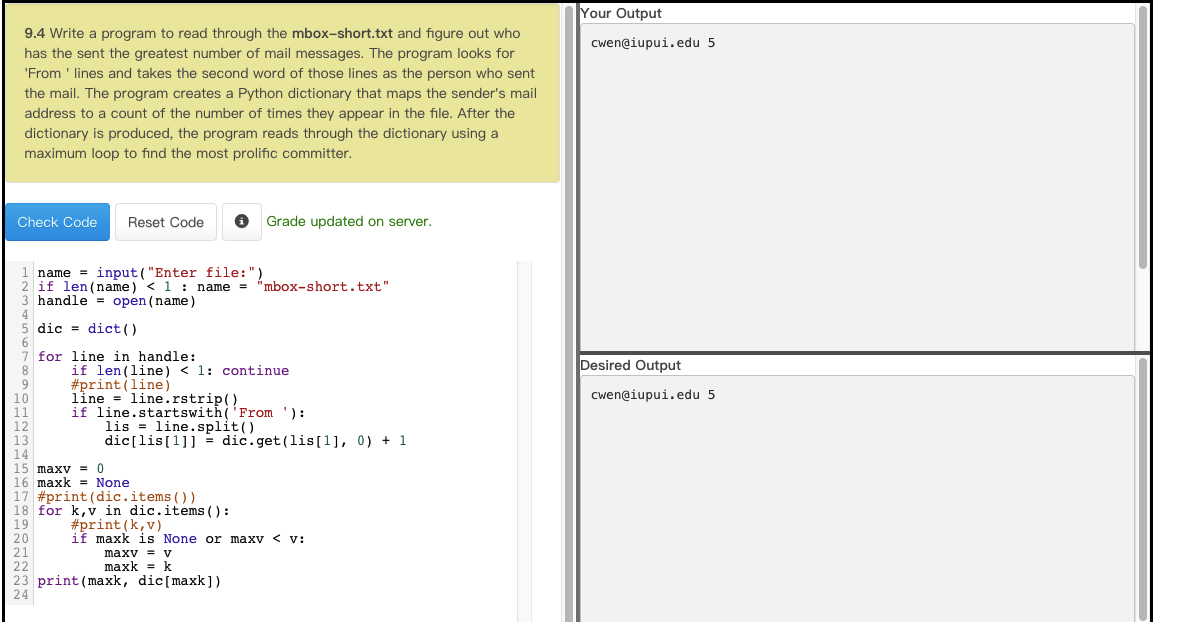 9.4 Write a program to read through the mbox-short.txt and figure out who
has the sent the greatest number of mail messages. The program looks for
'From ' lines and takes the second word of those lines as the person who sent
the mail. The program creates a Python dictionary that maps the sender's mail
address to a count of the number of times they appear in the file. After the
dictionary is produced, the program reads through the dictionary using a
maximum loop to find the most prolific committer.
Check Code
Reset Code
Grade updated on server.
1 name = input("Enter file:")
2 if len(name) < 1 : name = "mbox-short.txt"
3 handle = open(name)
4
5 dic = dict()
6
7 for line in handle:
8     if len(line) < 1: continue
9     #print(line)
10     line = line.rstrip()
11     if line.startswith('From '):
12         lis = line.split()
13         dic[lis[1]] = dic.get(lis[1], 0) + 1
14
15 maxv = 0
16 maxk = None
17 #print(dic.items())
18 for k,v in dic.items():
19     #print(k,v)
20     if maxk is None or maxv < v:
21         maxv = v
22         maxk = k
23 print(maxk, dic[maxk])
24
Your Output
cwen@iupui.edu 5
Desired Output
cwen@iupui.edu 5